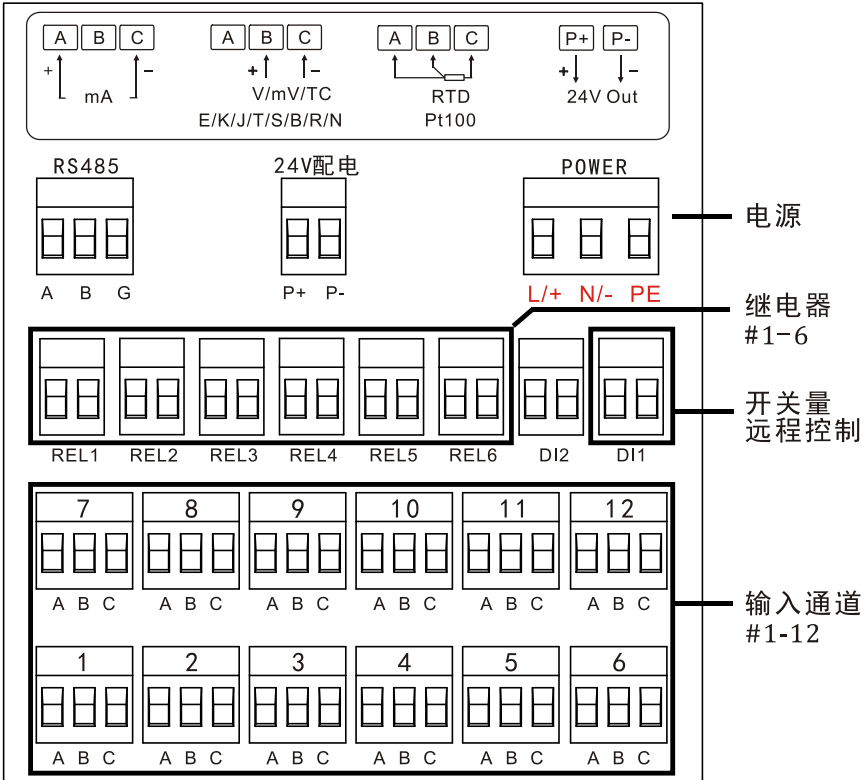 A B C A B C A B C P+ P-
+ − + − + −
mA V/mV/TC RTD 24V Out
E/K/J/T/S/B/R/N Pt100
RS485 24V配电 POWER
电源
A B G P+ P- L/+ N/- PE
继电器
#1-6
开关量
远程控制
REL1 REL2 REL3 REL4 REL5 REL6 DI2 DI1
7 8 9 10 11 12
A B C A B C A B C A B C A B C A B C
输入通道
#1-12
1 2 3 4 5 6
A B C A B C A B C A B C A B C A B C